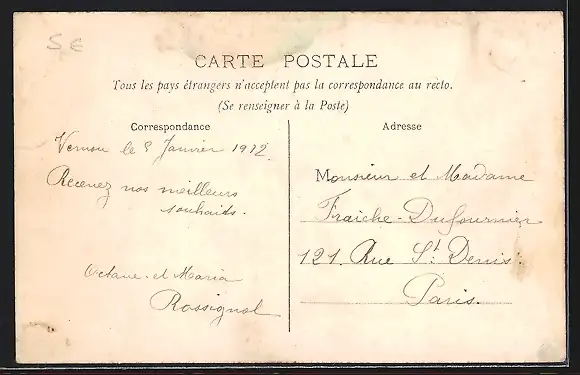 5 €
CARTE POSTALE
Tous les pays étrangers n'acceptent pas la correspondance au recto.
(Se renseigner à la Poste)
Correspondance
Vernou le 8 Janvier 1912.
Recevez nos meilleurs
souhaits.
Octave et Maria
Rossignol
Adresse
Monsieur et Madame
Fraiche-Dufournier
121. Rue St Denis.
Paris.